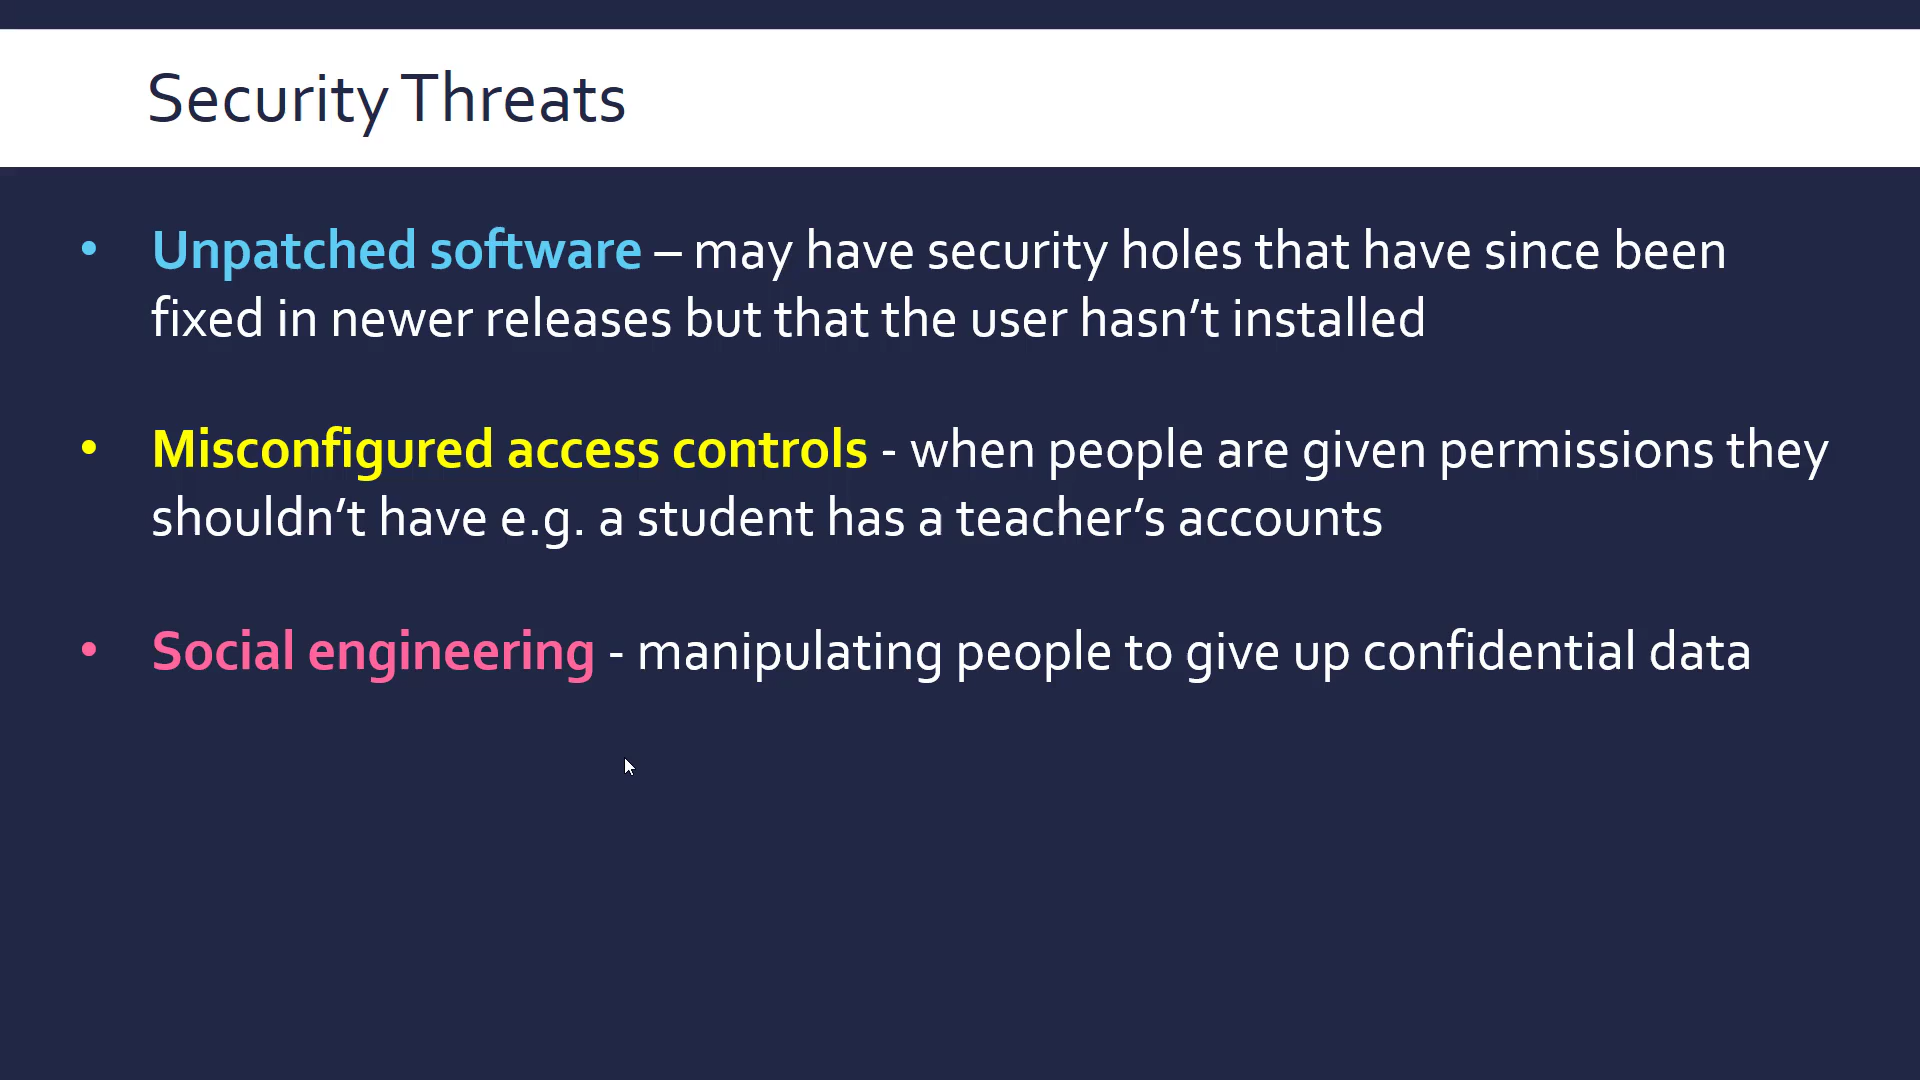 Security Threats
• Unpatched software – may have security holes that have since been
fixed in newer releases but that the user hasn’t installed
• Misconfigured access controls - when people are given permissions they
shouldn’t have e.g. a student has a teacher’s accounts
• Social engineering - manipulating people to give up confidential data